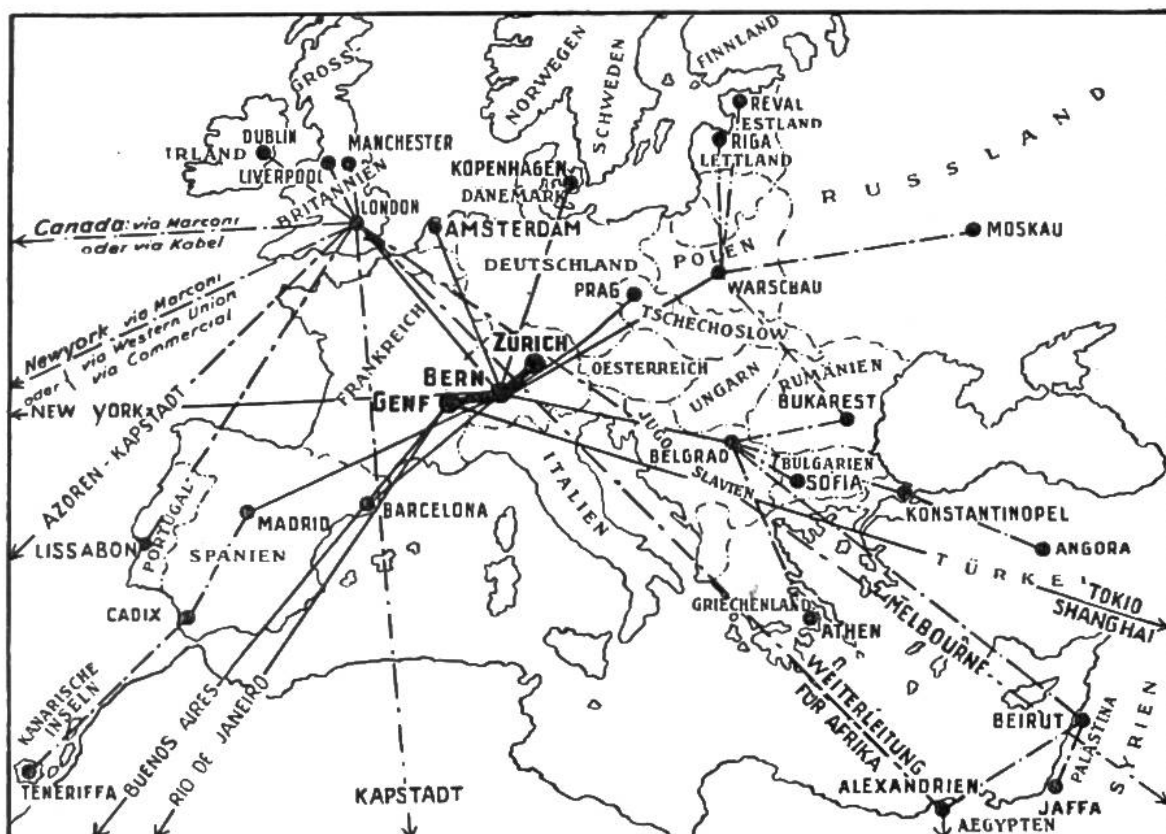 FINNLAND
NORWEGEN
SCHWEDEN
GROSS-
BRITANNIEN
REVAL
ESTLAND
RIGA
LETTLAND
RUSSLAND
DUBLIN
IRLAND
MANCHESTER
LIVERPOOL
KOPENHAGEN
DÄNEMARK
LONDON
AMSTERDAM
MOSKAU
Canada via Marconi
oder via Kabel
DEUTSCHLAND
POLEN
WARSCHAU
PRAG
TSCHECHOSLOW.
Newyork via Marconi
oder via Western Union
via Commercial
FRANKREICH
ZÜRICH
BERN
GENF
OESTERREICH
UNGARN
RUMÄNIEN
BUKAREST
NEW YORK
AZOREN-KAPSTADT
ITALIEN
JUGO
SLAVIEN
BELGRAD
BULGARIEN
SOFIA
KONSTANTINOPEL
ANGORA
MADRID
BARCELONA
LISSABON
PORTUGAL
SPANIEN
TÜRKEI
TOKIO
SHANGHAI
CADIX
GRIECHENLAND
ATHEN
MELBOURNE
WEITERLEITUNG
FÜR AFRIKA
KANARISCHE
INSELN
TENERIFFA
BUENOS AIRES
RIO DE JANEIRO
KAPSTADT
BEIRUT
PALÄSTINA
SYRIEN
ALEXANDRIEN
JAFFA
AEGYPTEN